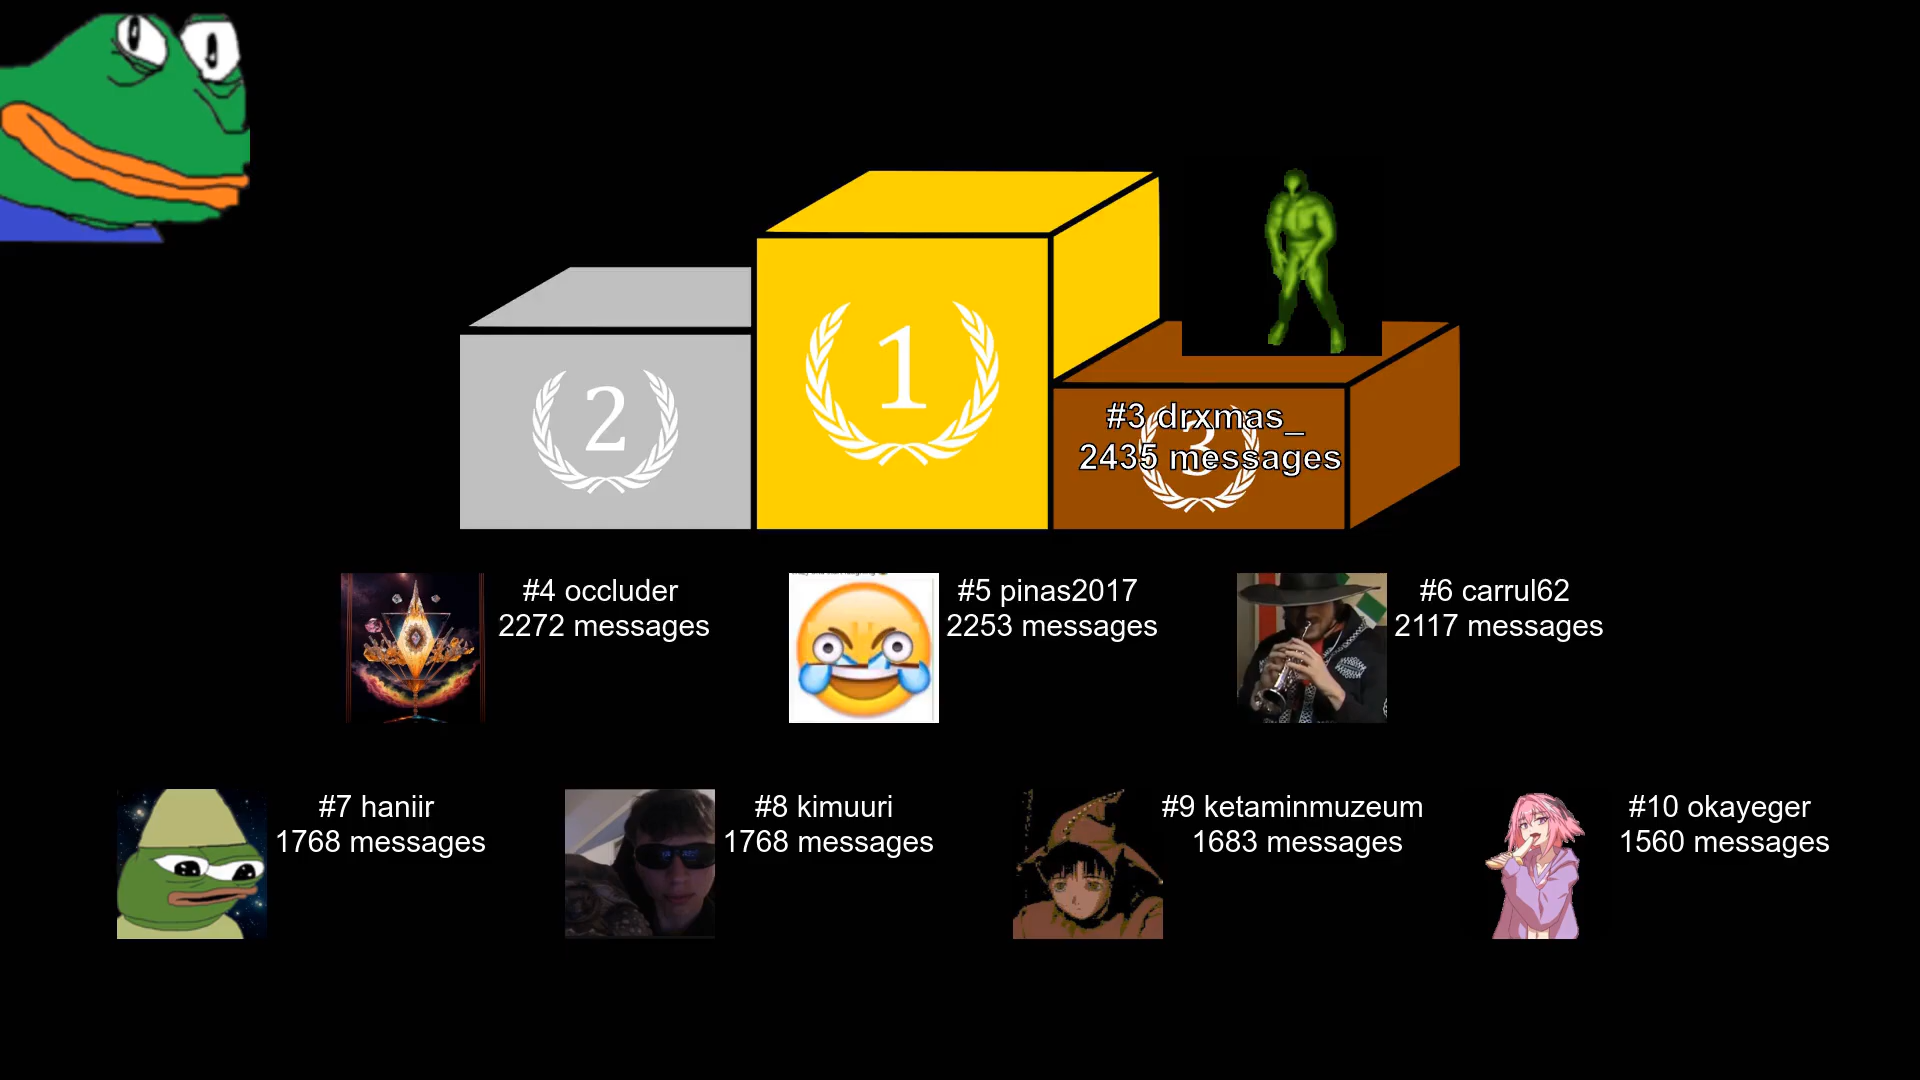 2
1
3
#3 drxmas_
2435 messages
#4 occluder
2272 messages
#5 pinas2017
2253 messages
#6 carrul62
2117 messages
#7 haniir
1768 messages
#8 kimuuri
1768 messages
#9 ketaminmuzeum
1683 messages
#10 okayeger
1560 messages